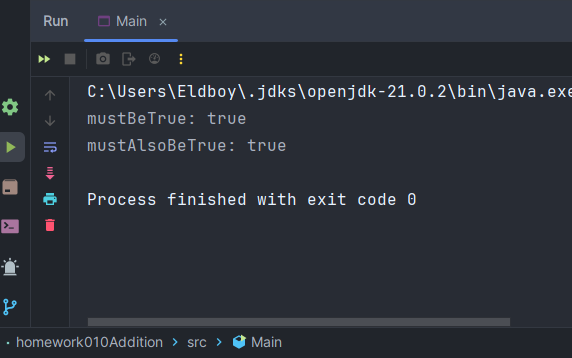 Run Main
C:\Users\Eldboy\.jdks\openjdk-21.0.2\bin\java.exe
mustBeTrue: true
mustAlsoBeTrue: true
Process finished with exit code 0
homework010Addition > src > Main